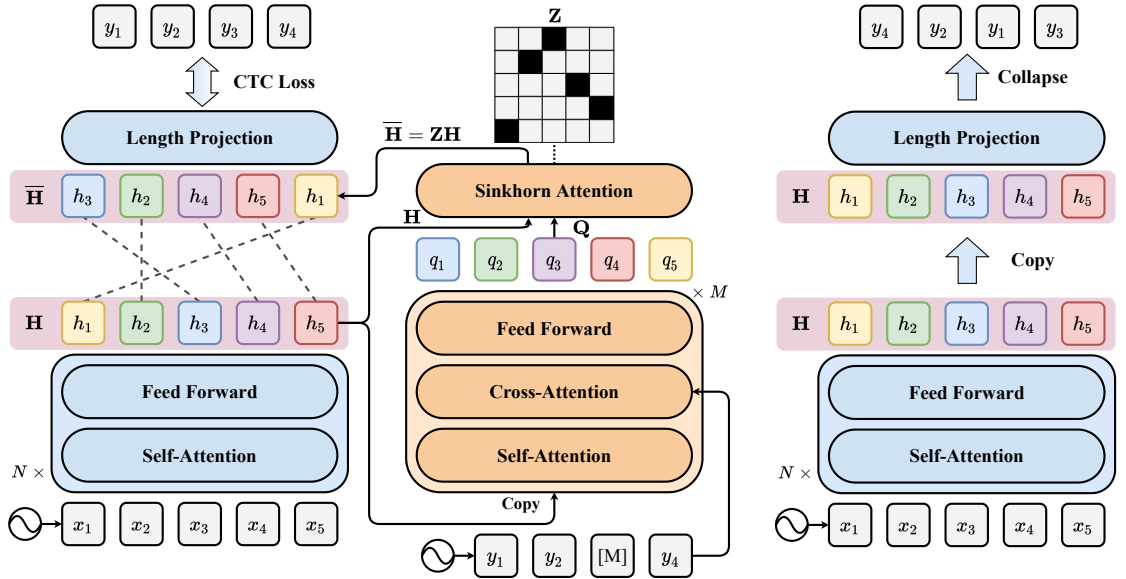 y₁ y₂ y₃ y₄
CTC Loss
Length Projection
H̅ h₃ h₂ h₄ h₅ h₁
H h₁ h₂ h₃ h₄ h₅
Feed Forward
Self-Attention
N ×
x₁ x₂ x₃ x₄ x₅
Z
H̅ = ZH
Sinkhorn Attention
H
Q
q₁ q₂ q₃ q₄ q₅
× M
Feed Forward
Cross-Attention
Self-Attention
Copy
y₁ y₂ [M] y₄
y₄ y₂ y₁ y₃
Collapse
Length Projection
H h₁ h₂ h₃ h₄ h₅
Copy
H h₁ h₂ h₃ h₄ h₅
Feed Forward
Self-Attention
N ×
x₁ x₂ x₃ x₄ x₅